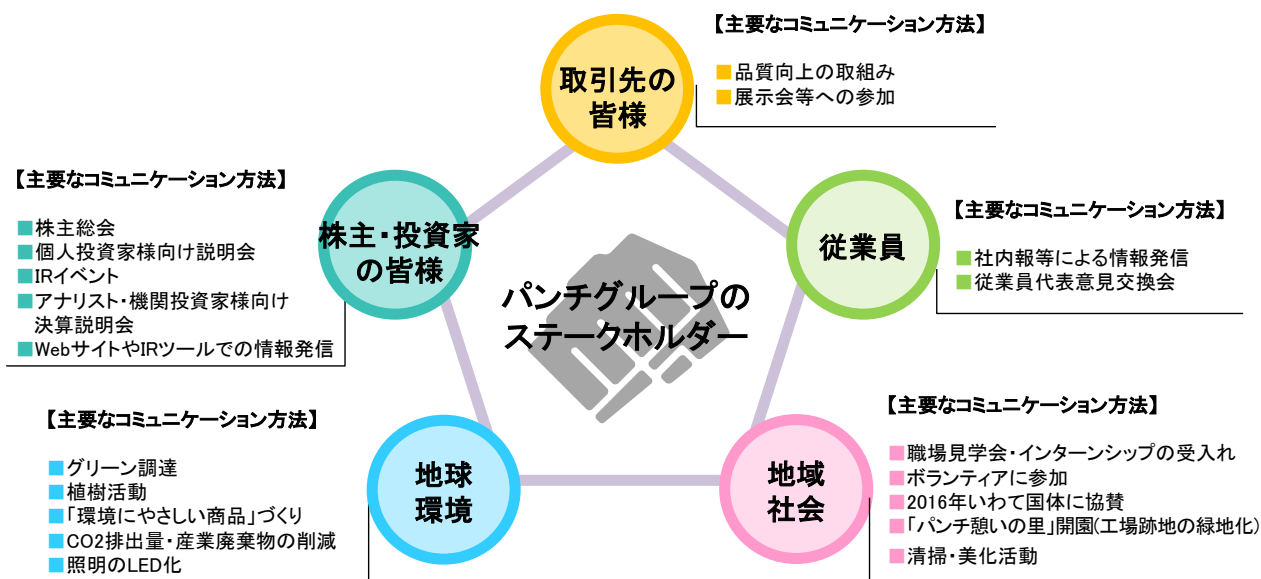 【主要なコミュニケーション方法】
■品質向上の取組み
■展示会等への参加
取引先の
皆様
【主要なコミュニケーション方法】
■株主総会
■個人投資家様向け説明会
■IRイベント
■アナリスト・機関投資家様向け
決算説明会
■WebサイトやIRツールでの情報発信
株主・投資家
の皆様
【主要なコミュニケーション方法】
■社内報等による情報発信
■従業員代表意見交換会
従業員
パンチグループの
ステークホルダー
【主要なコミュニケーション方法】
■グリーン調達
■植樹活動
■「環境にやさしい商品」づくり
■CO2排出量・産業廃棄物の削減
■照明のLED化
地球
環境
地域
社会
【主要なコミュニケーション方法】
■職場見学会・インターンシップの受入れ
■ボランティアに参加
■2016年いわて国体に協賛
■「パンチ憩いの里」開園(工場跡地の緑地化)
■清掃・美化活動